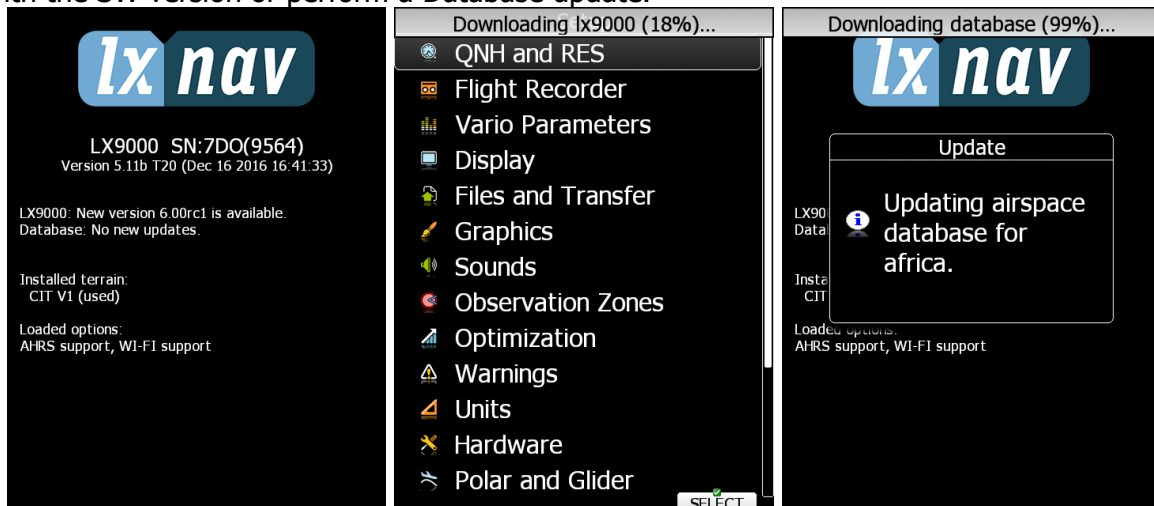 with the SW version or perform a Database update.
lx nav
LX9000 SN:7DO(9564)
Version 5.11b T20 (Dec 16 2016 16:41:33)
LX9000: New version 6.00rc1 is available.
Database: No new updates.
Installed terrain:
CIT V1 (used)
Loaded options:
AHRS support, WI-FI support
Downloading lx9000 (18%)...
QNH and RES
Flight Recorder
Vario Parameters
Display
Files and Transfer
Graphics
Sounds
Observation Zones
Optimization
Warnings
Units
Hardware
Polar and Glider
SELECT
Downloading database (99%)...
lx nav
Update
Updating airspace
database for
africa.
LX90
Datab
Insta
CIT
Loaded options:
AHRS support, WI-FI support